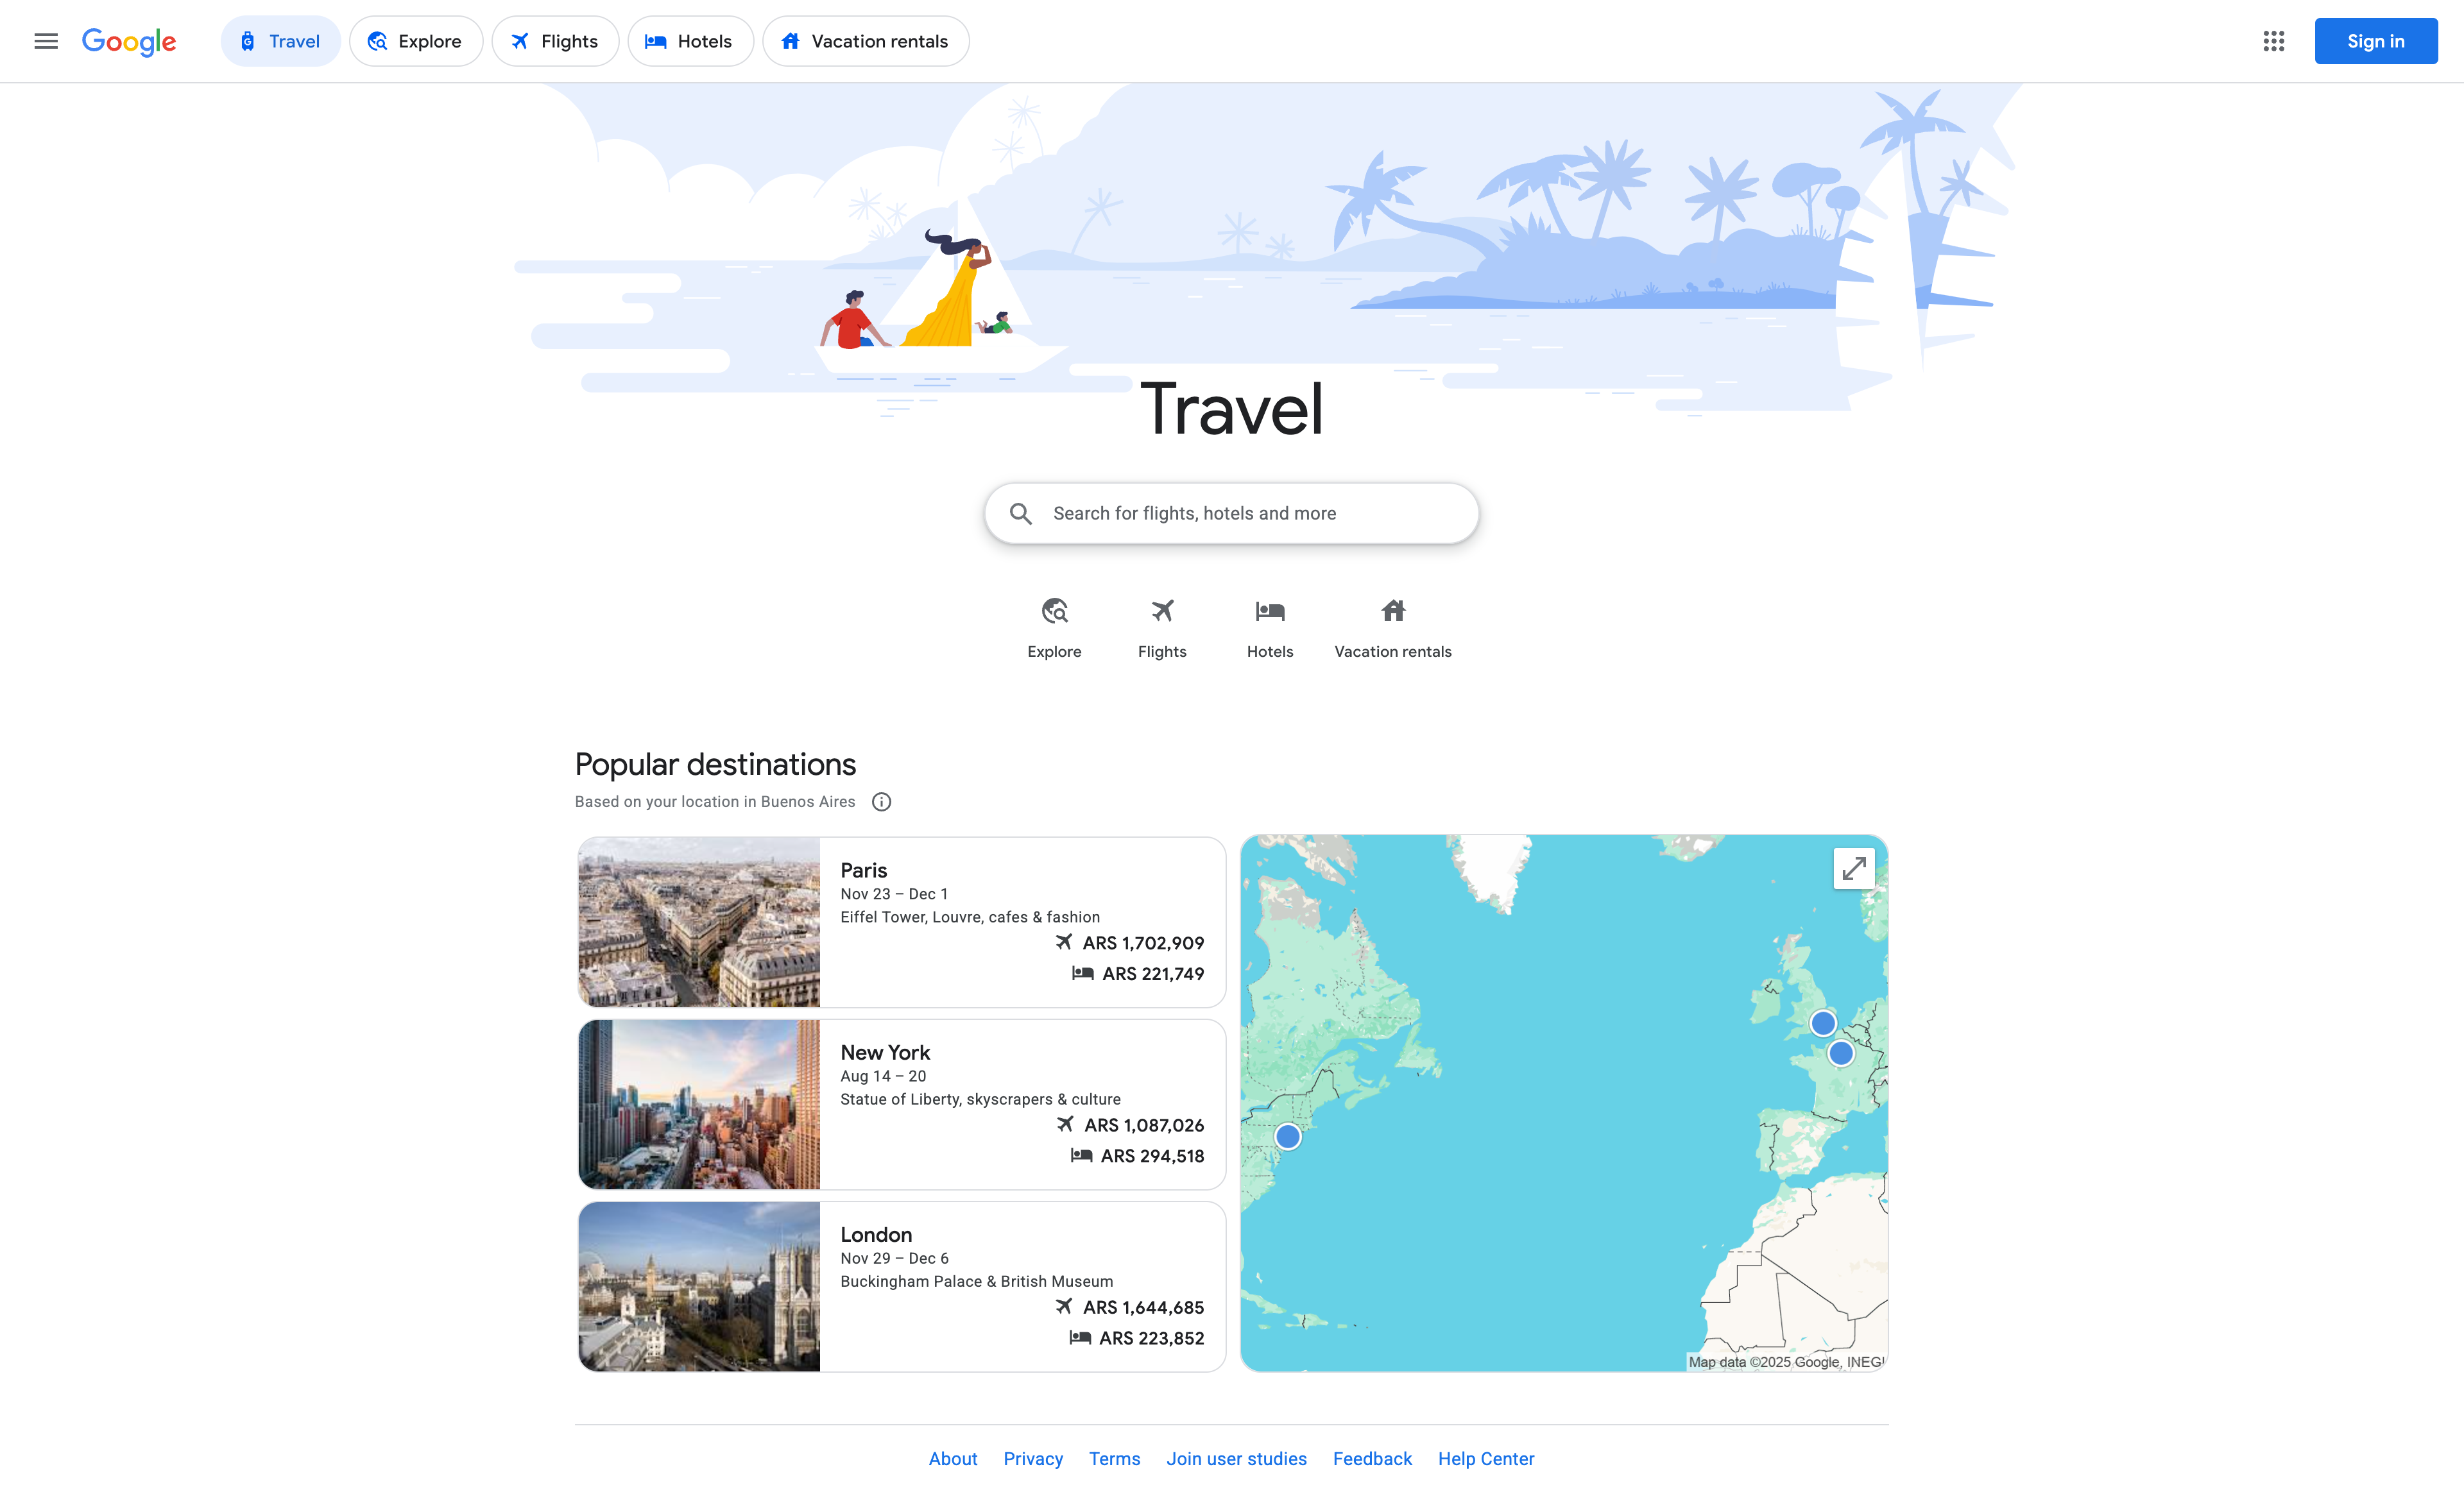 Google
Travel
Explore
Flights
Hotels
Vacation rentals
Sign in
Travel
Search for flights, hotels and more
Explore
Flights
Hotels
Vacation rentals
Popular destinations
Based on your location in Buenos Aires
Paris
Nov 23 – Dec 1
Eiffel Tower, Louvre, cafes & fashion
ARS 1,702,909
ARS 221,749
New York
Aug 14 – 20
Statue of Liberty, skyscrapers & culture
ARS 1,087,026
ARS 294,518
London
Nov 29 – Dec 6
Buckingham Palace & British Museum
ARS 1,644,685
ARS 223,852
Map data ©2025 Google, INEGI
About Privacy Terms Join user studies Feedback Help Center